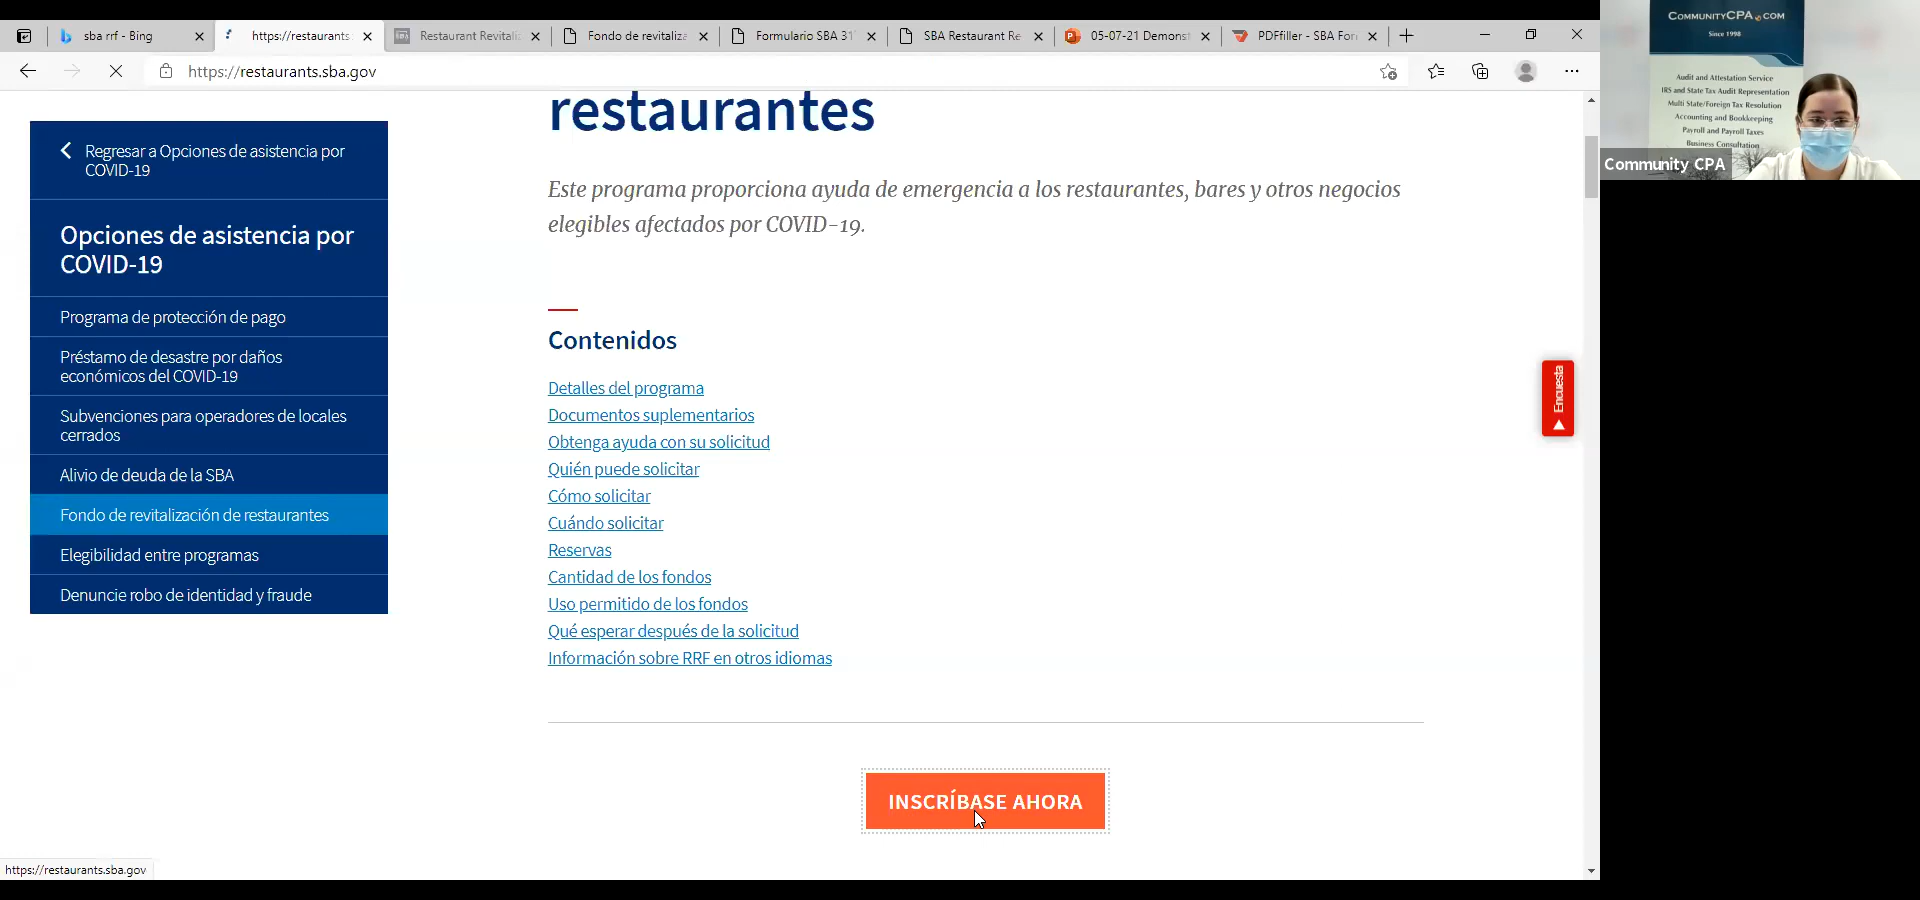 sba rrf - Bing
https://restaurants
Restaurant Revitali
Fondo de revitaliza
Formulario SBA 31
SBA Restaurant Re
05-07-21 Demonst
PDFfiller - SBA For
https://restaurants.sba.gov
Regresar a Opciones de asistencia por
COVID-19
Opciones de asistencia por
COVID-19
Programa de protección de pago
Préstamo de desastre por daños
económicos del COVID-19
Subvenciones para operadores de locales
cerrados
Alivio de deuda de la SBA
Fondo de revitalización de restaurantes
Elegibilidad entre programas
Denuncie robo de identidad y fraude
restaurantes
Este programa proporciona ayuda de emergencia a los restaurantes, bares y otros negocios
elegibles afectados por COVID-19.
Contenidos
Detalles del programa
Documentos suplementarios
Obtenga ayuda con su solicitud
Quién puede solicitar
Cómo solicitar
Cuándo solicitar
Reservas
Cantidad de los fondos
Uso permitido de los fondos
Qué esperar después de la solicitud
Información sobre RRF en otros idiomas
INSCRÍBASE AHORA
Encuesta
https://restaurants.sba.gov
COMMUNITYCPA.COM
Since 1998
Audit and Attestation Service
IRS and State Tax Audit Representation
Multi State/Foreign Tax Resolution
Accounting and Bookkeeping
Payroll and Payroll Taxes
Business Consultation
Community CPA